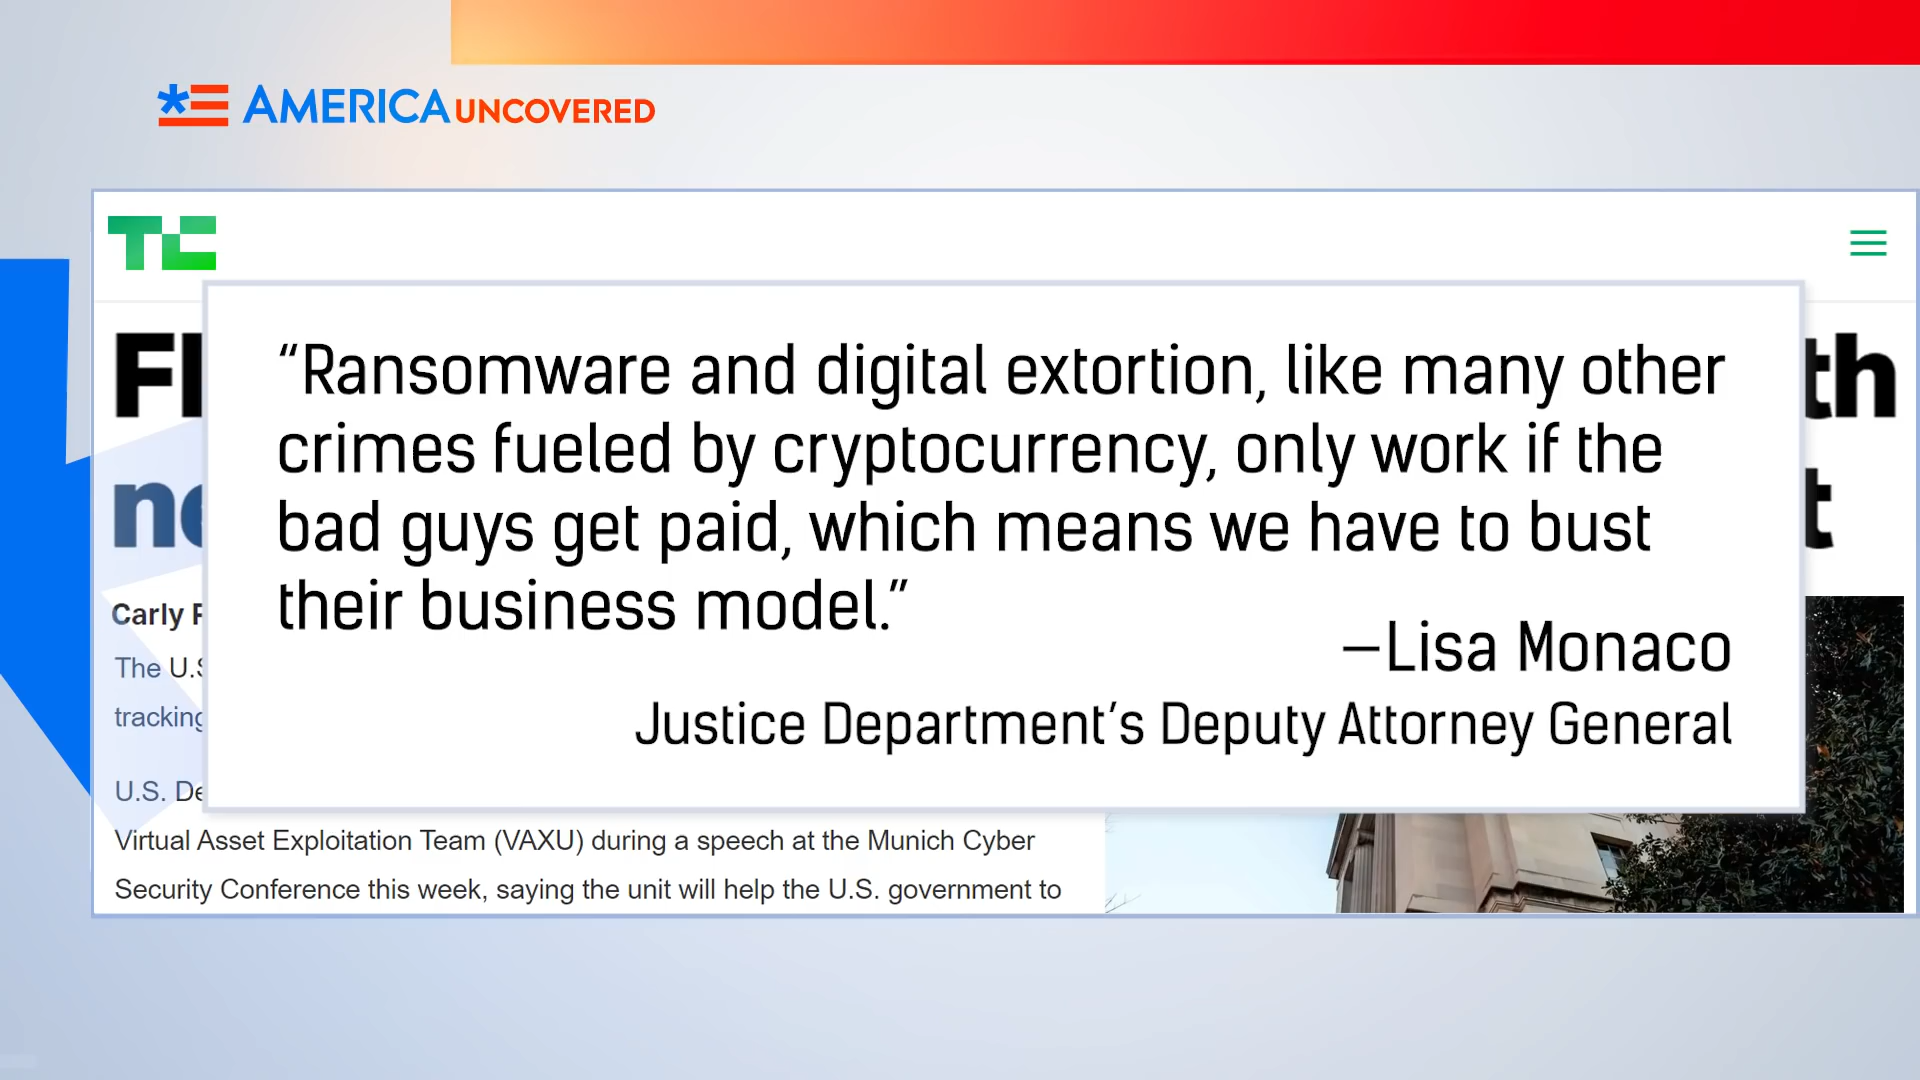 AMERICA UNCOVERED
TC
“Ransomware and digital extortion, like many other
crimes fueled by cryptocurrency, only work if the
bad guys get paid, which means we have to bust
their business model.”
—Lisa Monaco
Justice Department’s Deputy Attorney General
Carly
The
tracking
U.S.
Virtual Asset Exploitation Team (VAXU) during a speech at the Munich Cyber
Security Conference this week, saying the unit will help the U.S. government to